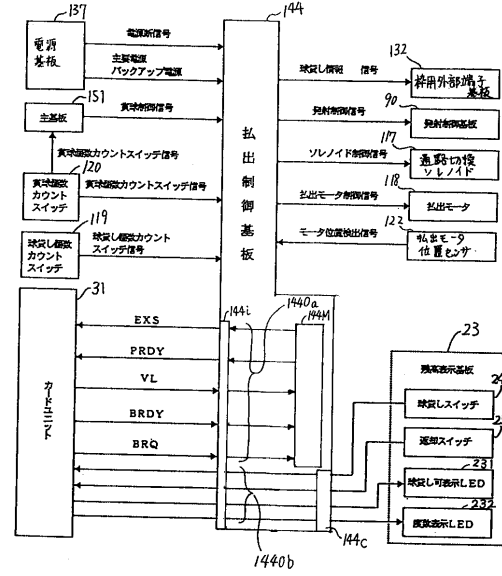 137
144
電源
基板
電源断信号
主要電源
バックアップ電源
151
主基板
賞球制御信号
賞球個数カウントスイッチ信号
120
賞球個数
カウント
スイッチ
賞球個数カウントスイッチ信号
119
球貸し個数
カウント
スイッチ
球貸し個数カウント
スイッチ信号
払出制御基板
球貸し情報 信号
132
枠用外部端子
基板
発射制御信号
90
発射制御基板
ソレノイド制御信号
117
通路切換
ソレノイド
払出モータ制御信号
118
払出モータ
モータ位置検出信号
122
払出モータ
位置センサ
31
カードユニット
EXS
PRDY
VL
BRDY
BRQ
144i
1440a
144M
1440b
144c
23
残高表示基板
球貸しスイッチ
返却スイッチ
231
球貸し可表示LED
232
度数表示LED